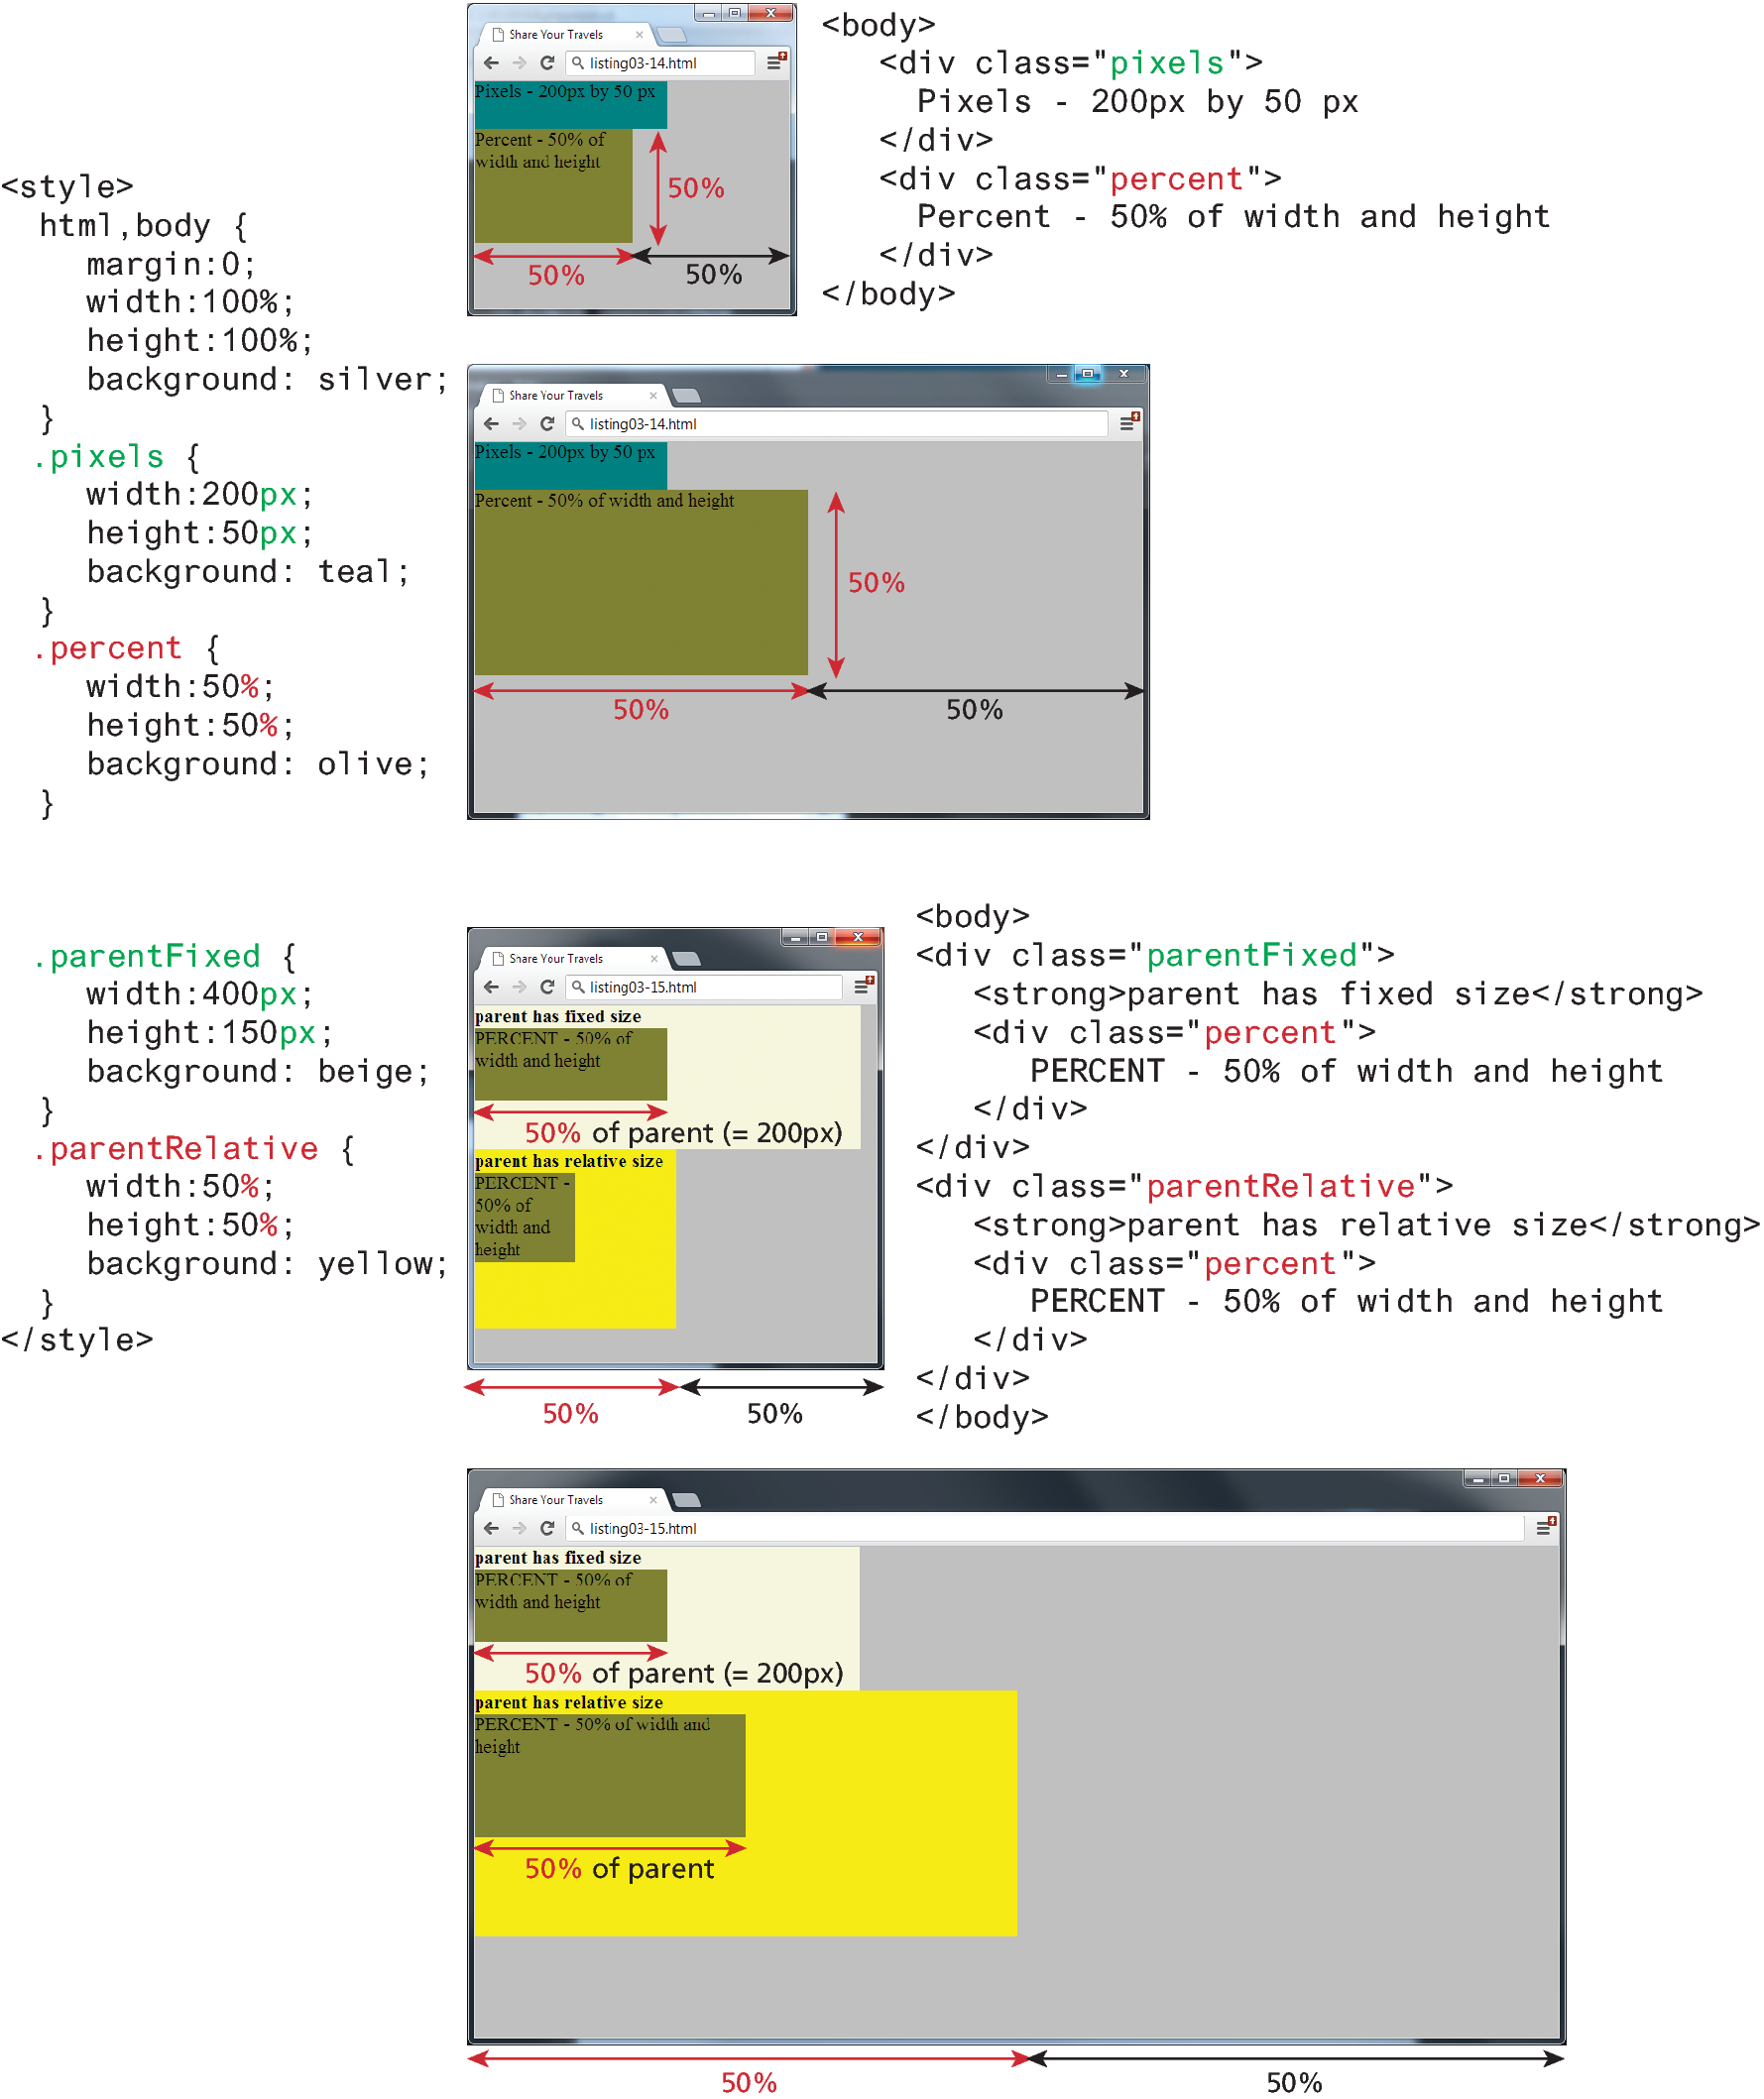 <style>
html,body {
margin:0;
width:100%;
height:100%;
background: silver;
}
.pixels {
width:200px;
height:50px;
background: teal;
}
.percent {
width:50%;
height:50%;
background: olive;
}
Share Your Travels
listing03-14.html
Pixels - 200px by 50 px
Percent - 50% of
width and height
50%
50%
50%
<body>
<div class="pixels">
Pixels - 200px by 50 px
</div>
<div class="percent">
Percent - 50% of width and height
</div>
</body>
Share Your Travels
listing03-14.html
Pixels - 200px by 50 px
Percent - 50% of width and height
50%
50%
50%
.parentFixed {
width:400px;
height:150px;
background: beige;
}
.parentRelative {
width:50%;
height:50%;
background: yellow;
}
</style>
Share Your Travels
listing03-15.html
parent has fixed size
PERCENT - 50% of
width and height
50% of parent (= 200px)
parent has relative size
PERCENT -
50% of
width and
height
50%
50%
<body>
<div class="parentFixed">
<strong>parent has fixed size</strong>
<div class="percent">
PERCENT - 50% of width and height
</div>
</div>
<div class="parentRelative">
<strong>parent has relative size</strong>
<div class="percent">
PERCENT - 50% of width and height
</div>
</div>
</body>
Share Your Travels
listing03-15.html
parent has fixed size
PERCENT - 50% of
width and height
50% of parent (= 200px)
parent has relative size
PERCENT - 50% of width and
height
50% of parent
50%
50%